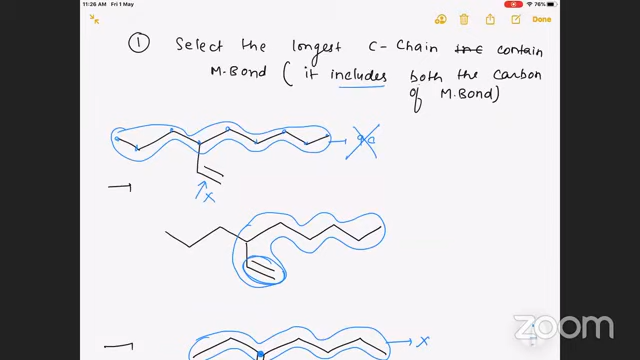 11:26 AM Fri 1 May
76%
Done
① Select the longest C-Chain the contain
M.Bond (it includes both the carbon
of M.Bond)
9C
X
X
zoom